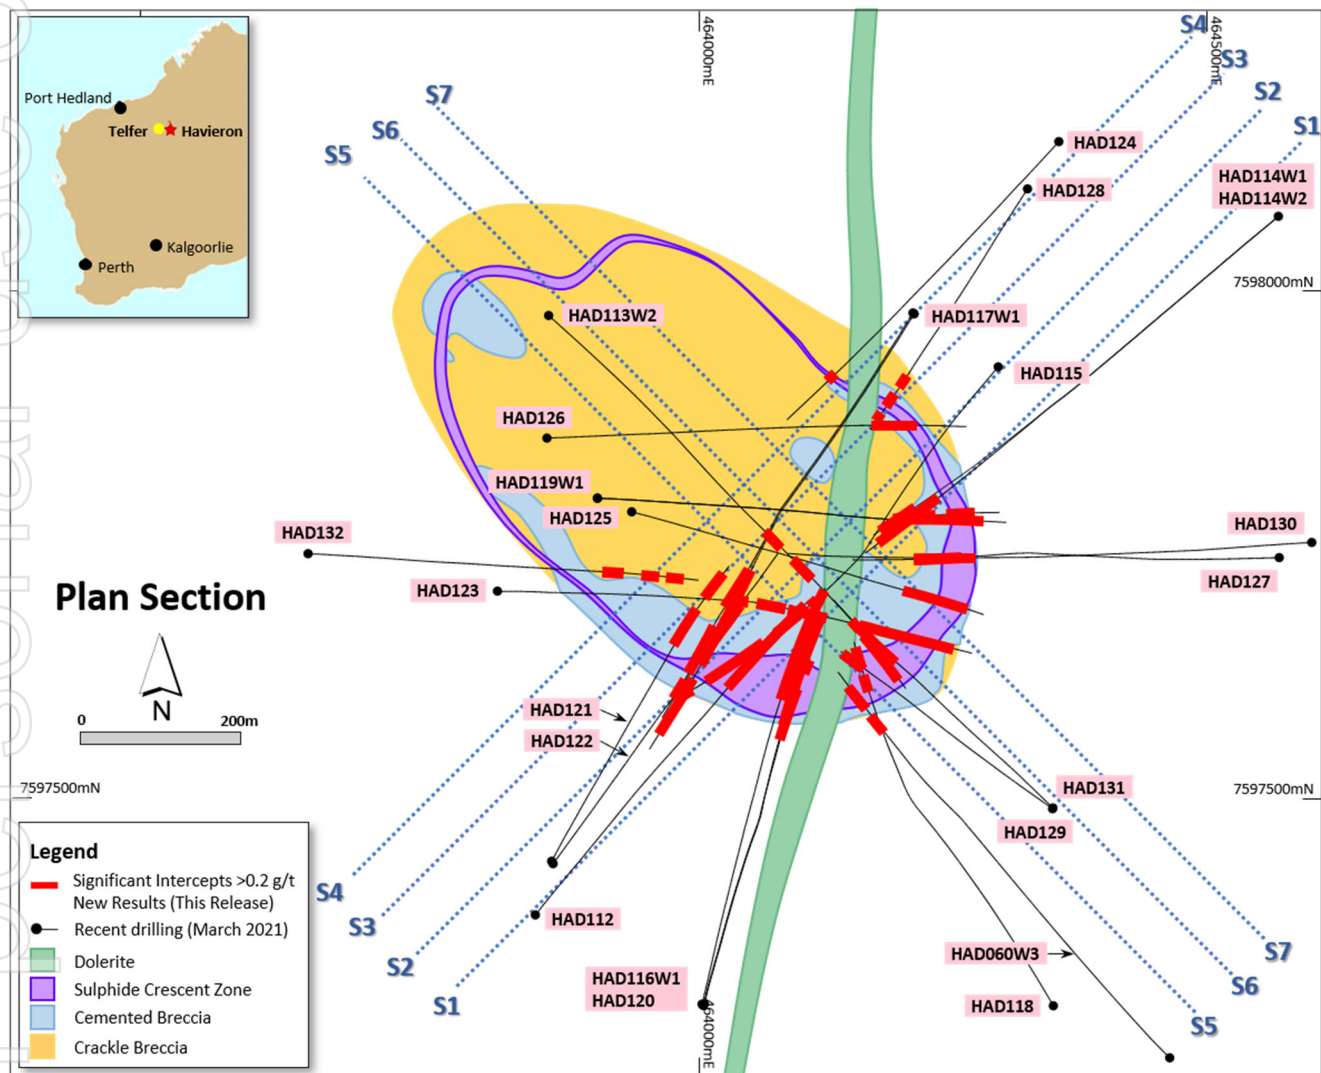 Port Hedland
Telfer
Havieron
Kalgoorlie
Perth
464000mE
464500mE
S4
S3
S2
S1
S7
S6
S5
HAD124
HAD128
HAD114W1
HAD114W2
7598000mN
HAD113W2
HAD117W1
HAD115
HAD126
HAD119W1
HAD125
HAD132
HAD130
HAD127
HAD123
Plan Section
N
0 200m
HAD121
HAD122
7597500mN
7597500mN
HAD131
HAD129
Legend
Significant Intercepts >0.2 g/t
New Results (This Release)
Recent drilling (March 2021)
Dolerite
Sulphide Crescent Zone
Cemented Breccia
Crackle Breccia
S4
S3
S2
S1
HAD112
HAD116W1
HAD120
464000mE
HAD060W3
HAD118
S7
S6
S5